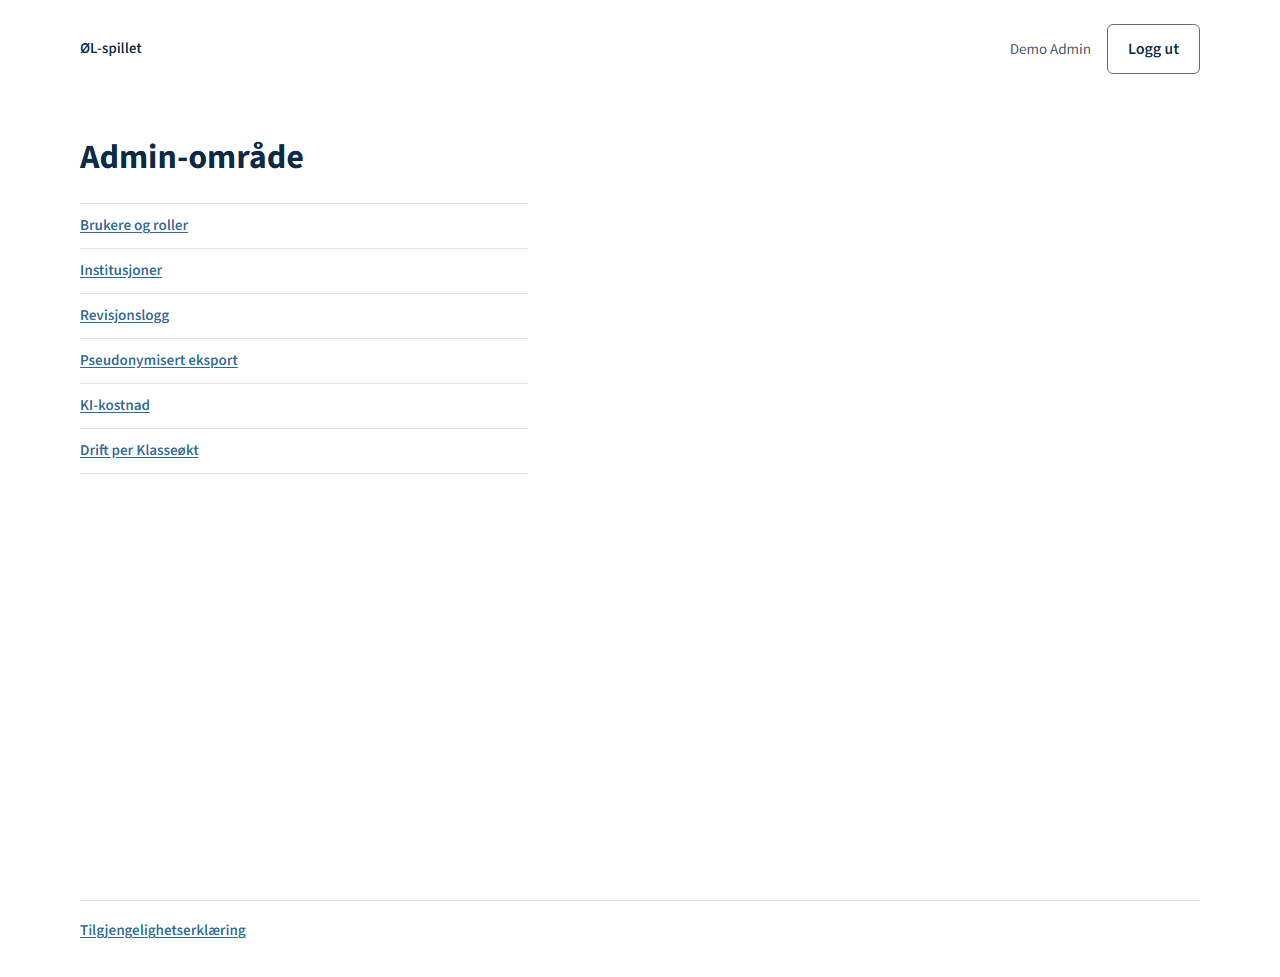 ØL-spillet
Demo Admin
Logg ut
Admin-område
Brukere og roller
Institusjoner
Revisjonslogg
Pseudonymisert eksport
KI-kostnad
Drift per Klasseøkt
Tilgjengelighetserklæring